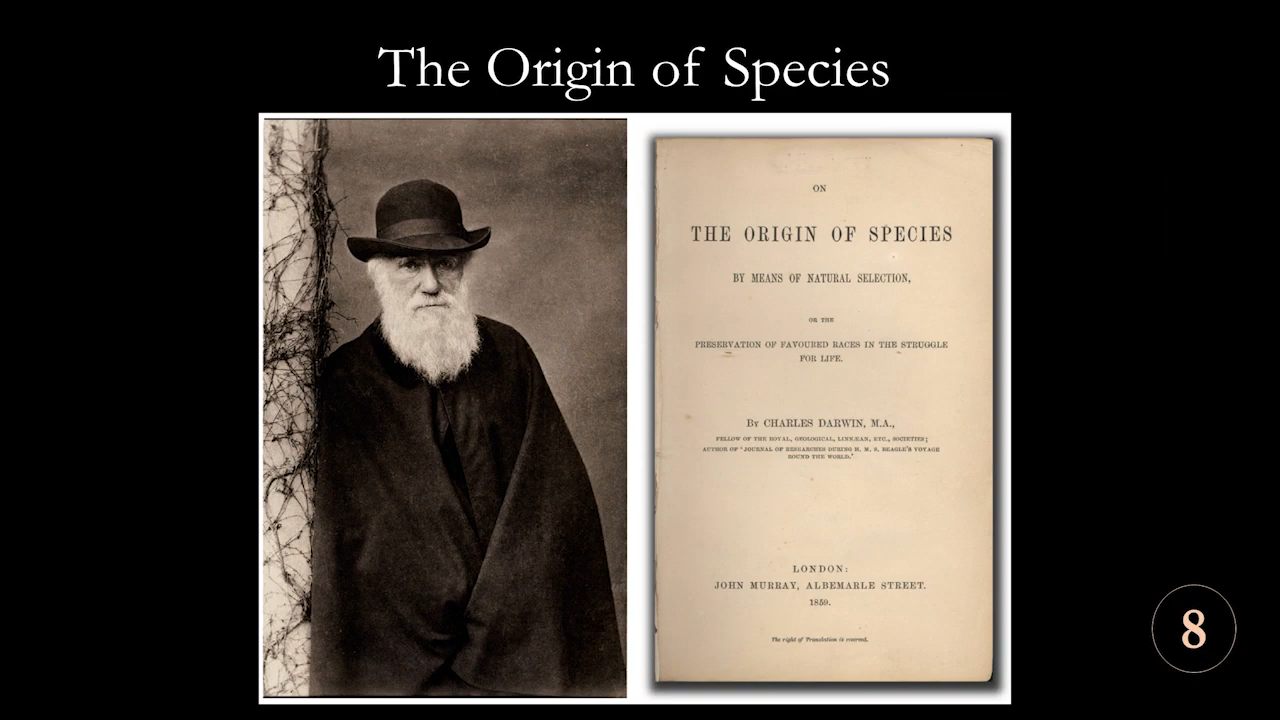 The Origin of Species
ON
THE ORIGIN OF SPECIES
BY MEANS OF NATURAL SELECTION,
OR THE
PRESERVATION OF FAVOURED RACES IN THE STRUGGLE
FOR LIFE.
BY CHARLES DARWIN, M.A.,
FELLOW OF THE ROYAL, GEOLOGICAL, LINNÆAN, ETC., SOCIETIES;
AUTHOR OF 'JOURNAL OF RESEARCHES DURING H. M. S. BEAGLE'S VOYAGE
ROUND THE WORLD.'
LONDON:
JOHN MURRAY, ALBEMARLE STREET.
1859.
The right of Translation is reserved.
8